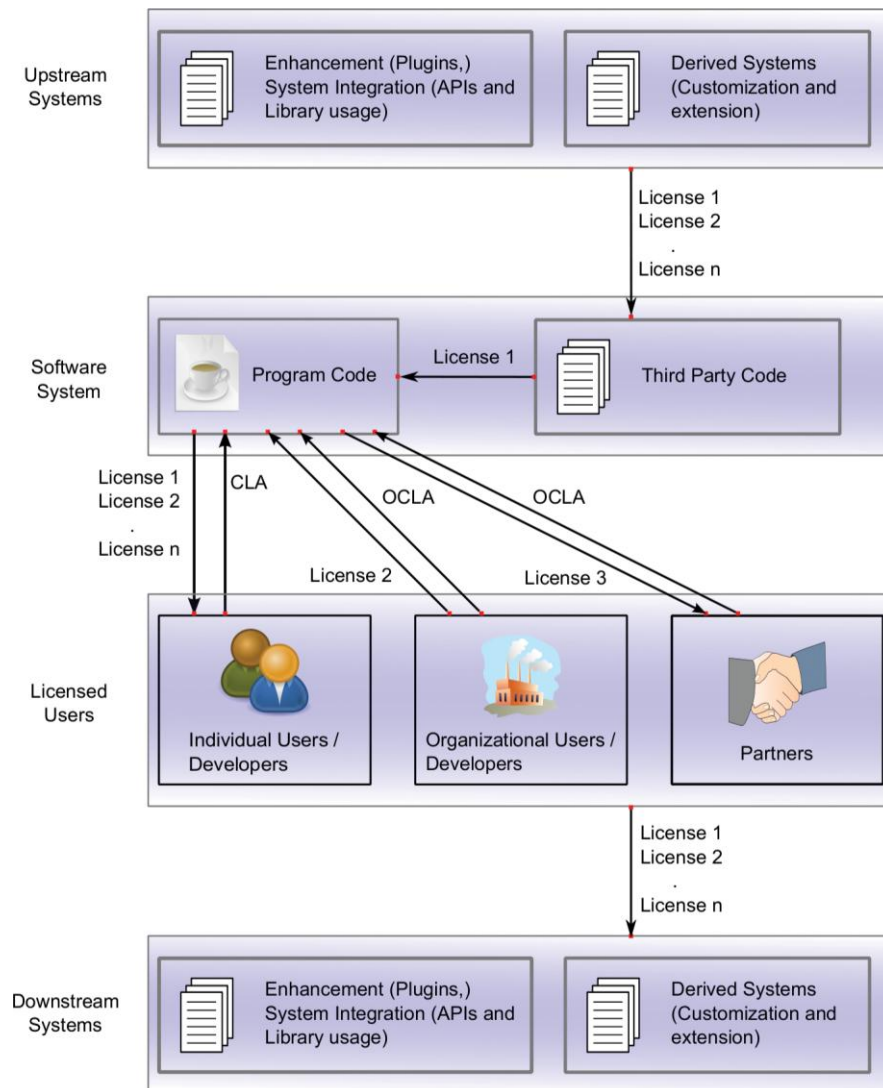 Upstream
Systems
Enhancement (Plugins,)
System Integration (APIs and
Library usage)
Derived Systems
(Customization and
extension)
License 1
License 2
.
License n
Software
System
Program Code
License 1
Third Party Code
License 1
License 2
.
License n
CLA
OCLA
License 2
OCLA
License 3
Licensed
Users
Individual Users /
Developers
Organizational Users /
Developers
Partners
License 1
License 2
.
License n
Downstream
Systems
Enhancement (Plugins,)
System Integration (APIs and
Library usage)
Derived Systems
(Customization and
extension)